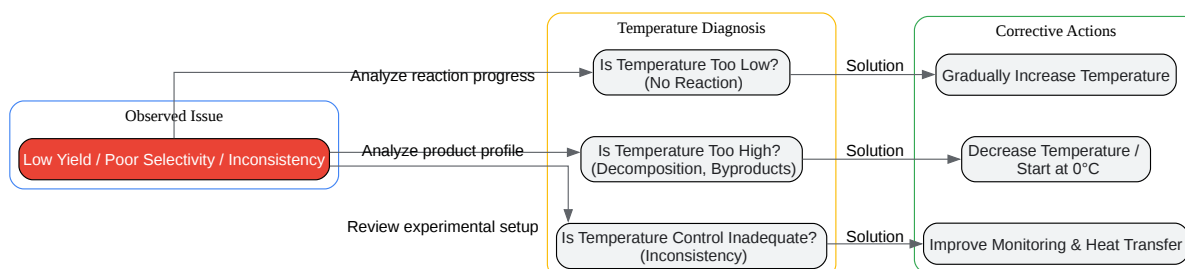 Temperature Diagnosis
Corrective Actions
Is Temperature Too Low?
(No Reaction)
Solution
Analyze reaction progress
Gradually Increase Temperature
Observed Issue
Low Yield / Poor Selectivity / Inconsistency
Analyze product profile
Is Temperature Too High?
(Decomposition, Byproducts)
Solution
Decrease Temperature /
Start at 0°C
Review experimental setup
Is Temperature Control Inadequate?
(Inconsistency)
Solution
Improve Monitoring & Heat Transfer